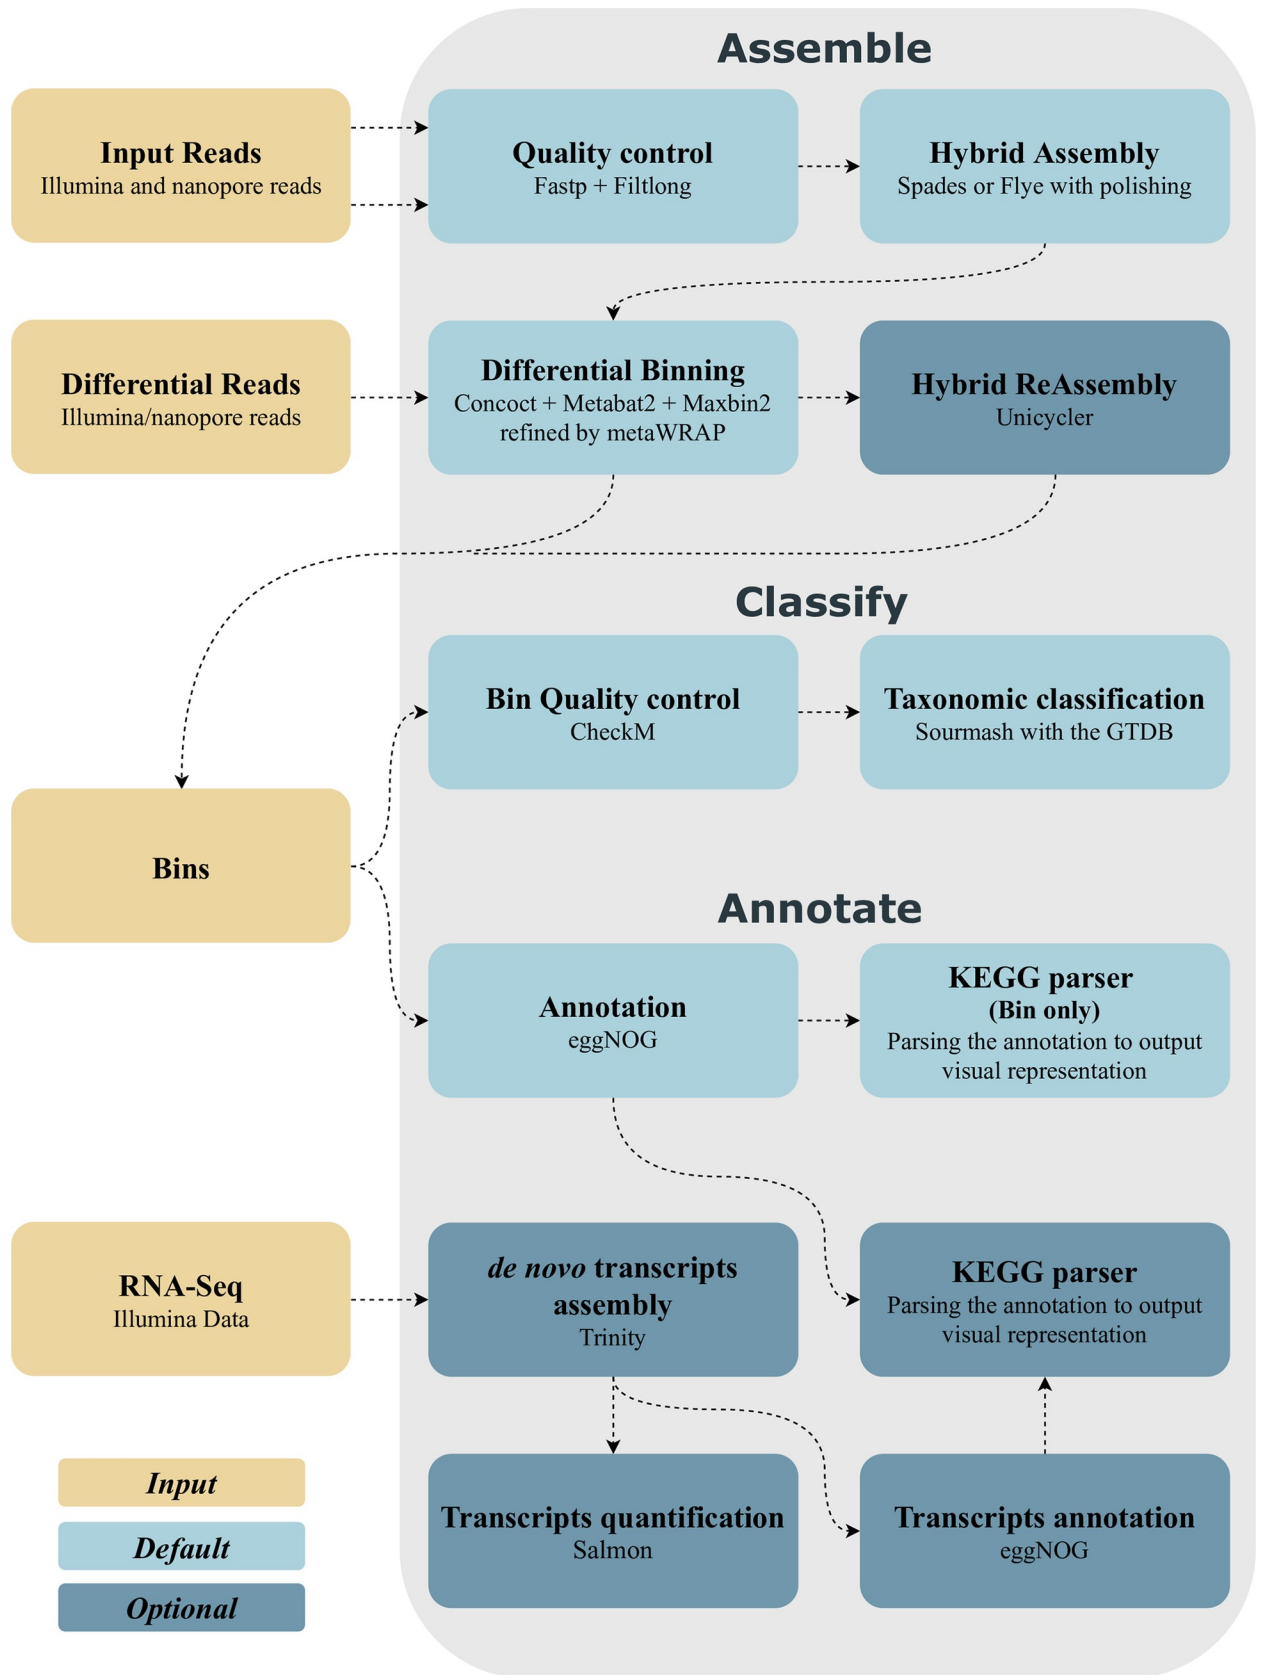 Assemble
Input Reads
Illumina and nanopore reads
Quality control
Fastp + Filtlong
Hybrid Assembly
Spades or Flye with polishing
Differential Reads
Illumina/nanopore reads
Differential Binning
Concoct + Metabat2 + Maxbin2
refined by metaWRAP
Hybrid ReAssembly
Unicycler
Classify
Bin Quality control
CheckM
Taxonomic classification
Sourmash with the GTDB
Bins
Annotate
Annotation
eggNOG
KEGG parser
(Bin only)
Parsing the annotation to output
visual representation
RNA-Seq
Illumina Data
de novo transcripts
assembly
Trinity
KEGG parser
Parsing the annotation to output
visual representation
Transcripts quantification
Salmon
Transcripts annotation
eggNOG
Input
Default
Optional